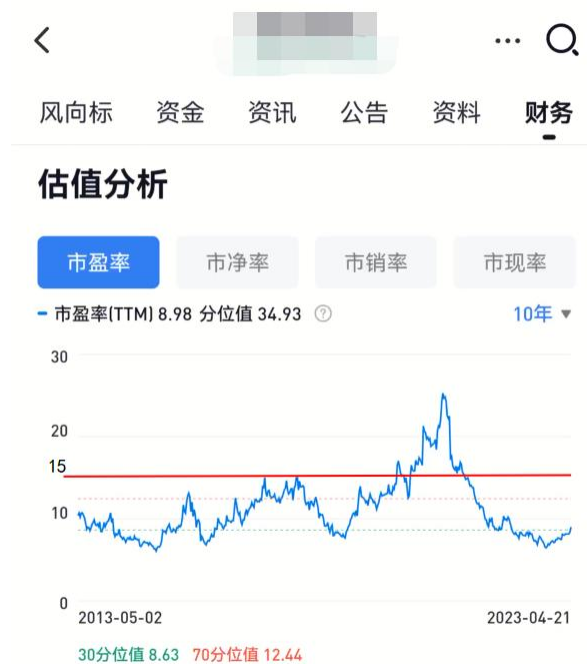 风向标 资金 资讯 公告 资料 财务
估值分析
市盈率 市净率 市销率 市现率
市盈率(TTM) 8.98 分位值 34.93 ? 10年
30
20
15
10
0
2013-05-02 2023-04-21
30分位值 8.63 70分位值 12.44